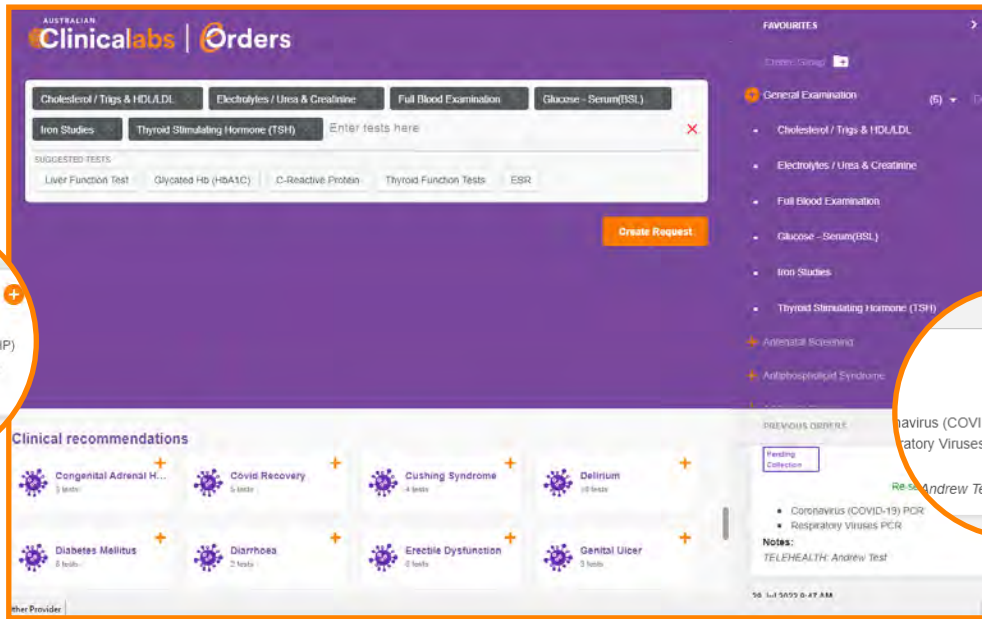 AUSTRALIAN
Clinicalabs | Orders
Cholesterol / Trigs & HDL/LDL
Electrolytes / Urea & Creatinine
Full Blood Examination
Glucose - Serum(BSL)
Iron Studies
Thyroid Stimulating Hormone (TSH)
Enter tests here
SUGGESTED TESTS
Liver Function Test
Glycated Hb (HbA1C)
C-Reactive Protein
Thyroid Function Tests
ESR
Create Request
IP)
Clinical recommendations
Congenital Adrenal H...
3 tests
Covid Recovery
5 tests
Cushing Syndrome
4 tests
Delirium
Diabetes Mellitus
Diarrhoea
2 tests
Erectile Dysfunction
Genital Ulcer
3 tests
ther Provider
FAVOURITES
Create Group
General Examination
(6)
Cholesterol / Trigs & HDL/LDL
Electrolytes / Urea & Creatinine
Full Blood Examination
Glucose - Serum(BSL)
Iron Studies
Thyroid Stimulating Hormone (TSH)
Antenatal Screening
Antiphospholipid Syndrome
PREVIOUS ORDERS
Pending
Collection
Coronavirus (COVID-19) PCR
Respiratory Viruses PCR
Notes:
TELEHEALTH: Andrew Test
navirus (COVI
ratory Viruses
Andrew Te